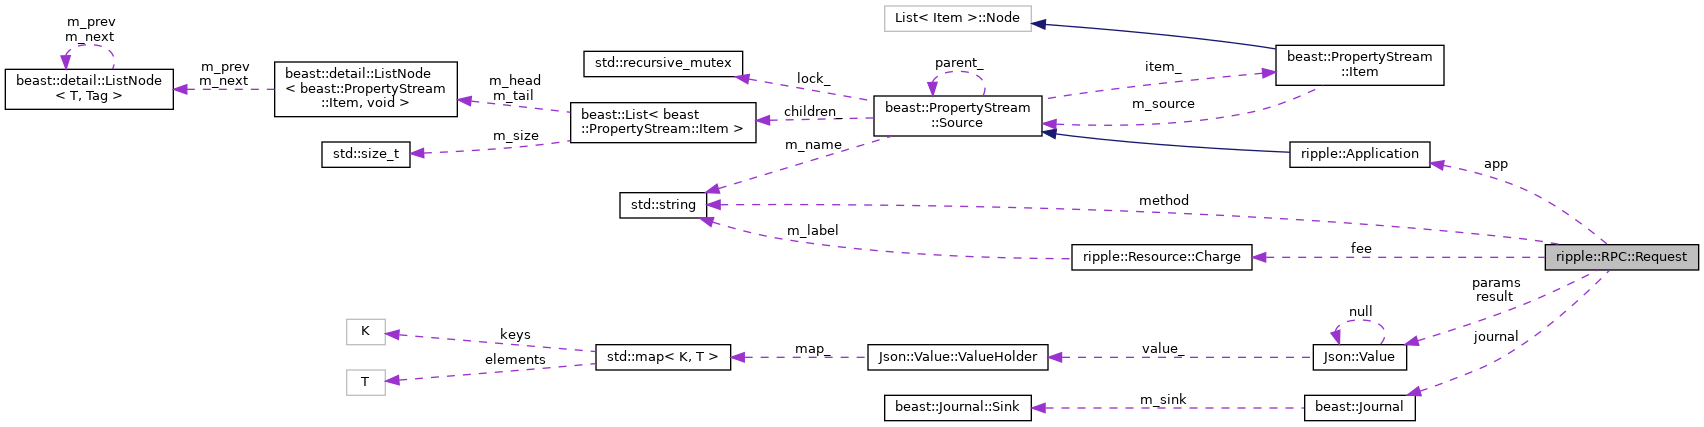 List< Item >::Node
m_prev
m_next
beast::detail::ListNode
< T, Tag >
m_prev
m_next
beast::detail::ListNode
< beast::PropertyStream
::Item, void >
m_head
m_tail
m_size
std::size_t
std::recursive_mutex
beast::List< beast
::PropertyStream::Item >
lock_
children_
m_name
parent_
beast::PropertyStream
::Source
item_
m_source
beast::PropertyStream
::Item
ripple::Application
app
std::string
method
m_label
ripple::Resource::Charge
fee
ripple::RPC::Request
params
result
journal
null
Json::Value
value_
Json::Value::ValueHolder
map_
std::map< K, T >
keys
elements
K
T
beast::Journal::Sink
m_sink
beast::Journal